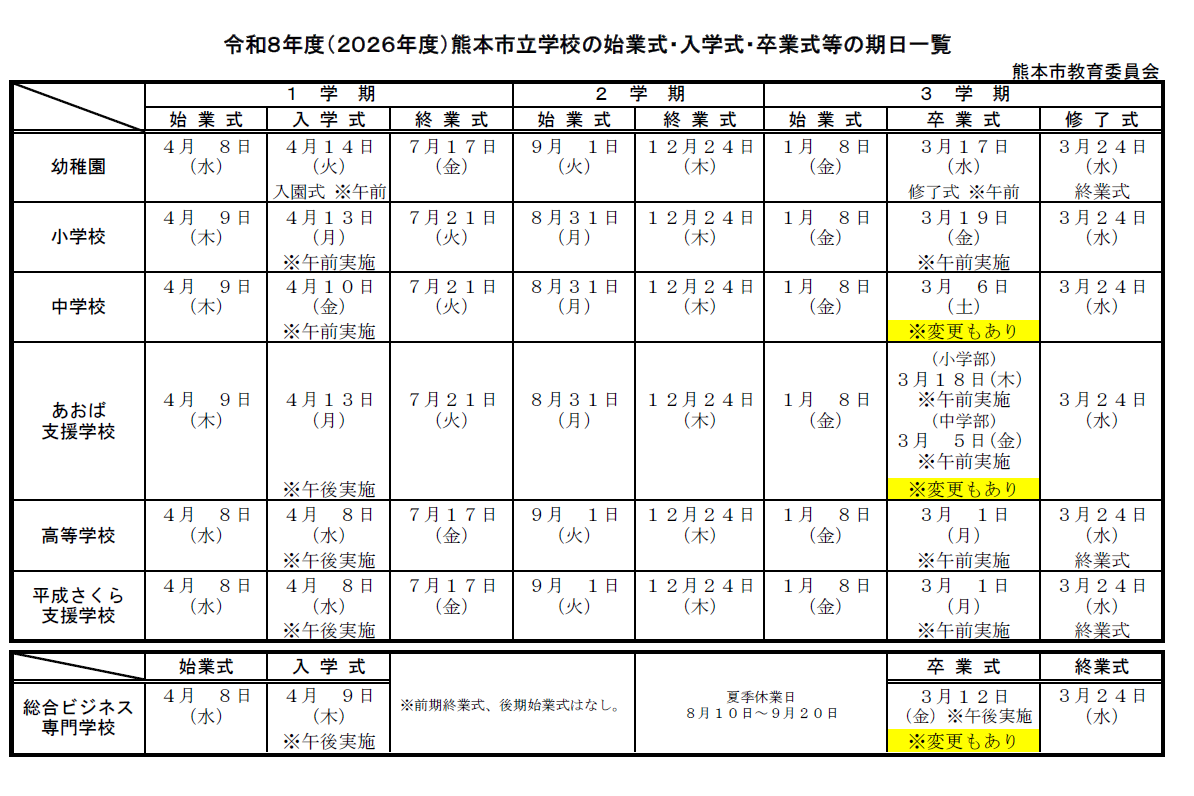 令和8年度（2026年度）熊本市立学校の始業式・入学式・卒業式等の期日一覧
熊本市教育委員会
１　学　期　２　学　期　３　学　期
始 業 式　入 学 式　終 業 式　始 業 式　終 業 式　始 業 式　卒 業 式　修 了 式
幼稚園
４月　８日　４月１４日　７月１７日　９月　１日　１２月２４日　１月　８日　３月１７日　３月２４日
（水）　（火）　（金）　（火）　（木）　（金）　（水）　（水）
入園式 ※午前　修了式 ※午前　終業式
小学校
４月　９日　４月１３日　７月２１日　８月３１日　１２月２４日　１月　８日　３月１９日　３月２４日
（木）　（月）　（火）　（月）　（木）　（金）　（金）　（水）
※午前実施　※午前実施
中学校
４月　９日　４月１０日　７月２１日　８月３１日　１２月２４日　１月　８日　３月　６日　３月２４日
（木）　（金）　（火）　（月）　（木）　（金）　（土）　（水）
※午前実施　※変更もあり
あおば
支援学校
４月　９日　４月１３日　７月２１日　８月３１日　１２月２４日　１月　８日
（木）　（月）　（火）　（月）　（木）　（金）
※午後実施
（小学部）
３月１８日（木）
※午前実施
（中学部）
３月　５日（金）
※午前実施
※変更もあり
３月２４日
（水）
高等学校
４月　８日　４月　８日　７月１７日　９月　１日　１２月２４日　１月　８日　３月　１日　３月２４日
（水）　（水）　（金）　（火）　（木）　（金）　（月）　（水）
※午後実施　※午前実施　終業式
平成さくら
支援学校
４月　８日　４月　８日　７月１７日　９月　１日　１２月２４日　１月　８日　３月　１日　３月２４日
（水）　（水）　（金）　（火）　（木）　（金）　（月）　（水）
※午後実施　※午前実施　終業式
始業式　入 学 式　卒 業 式　終業式
総合ビジネス
専門学校
４月　８日　４月　９日
（水）　（木）
※午後実施
※前期終業式、後期始業式はなし。
夏季休業日
８月１０日～９月２０日
３月１２日
（金）※午後実施
※変更もあり
３月２４日
（水）